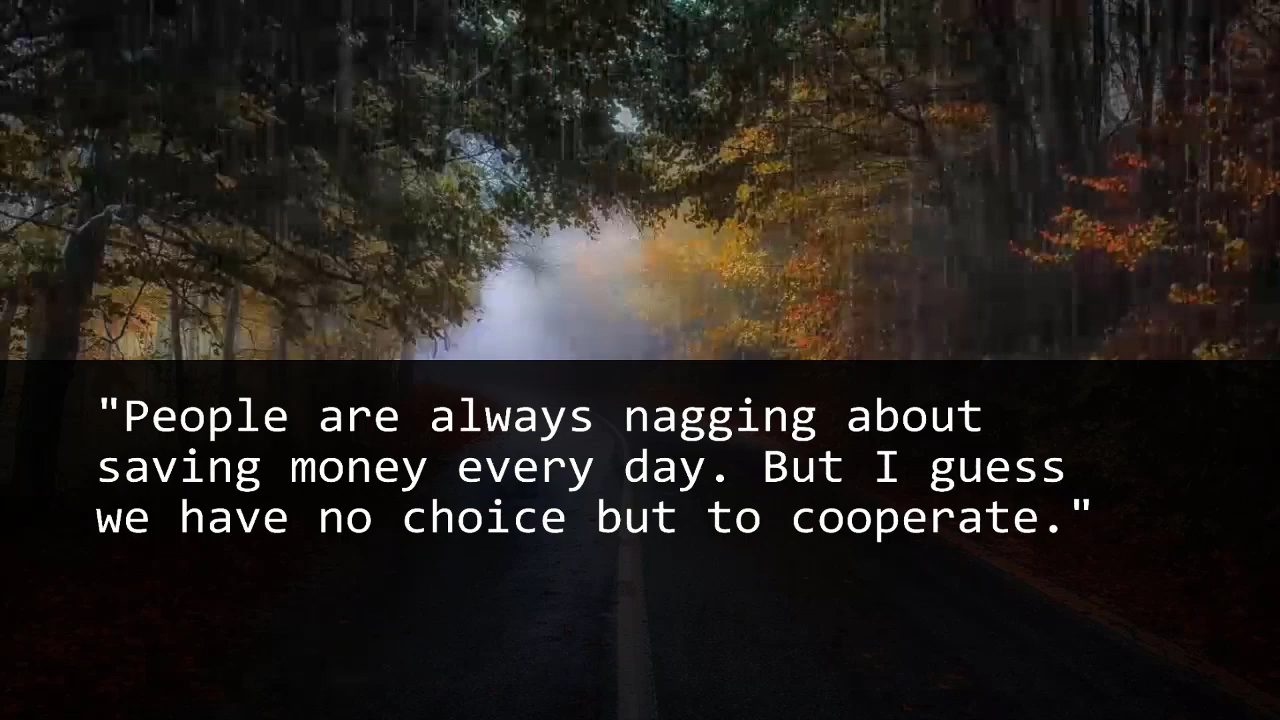 "People are always nagging about
saving money every day. But I guess
we have no choice but to cooperate."